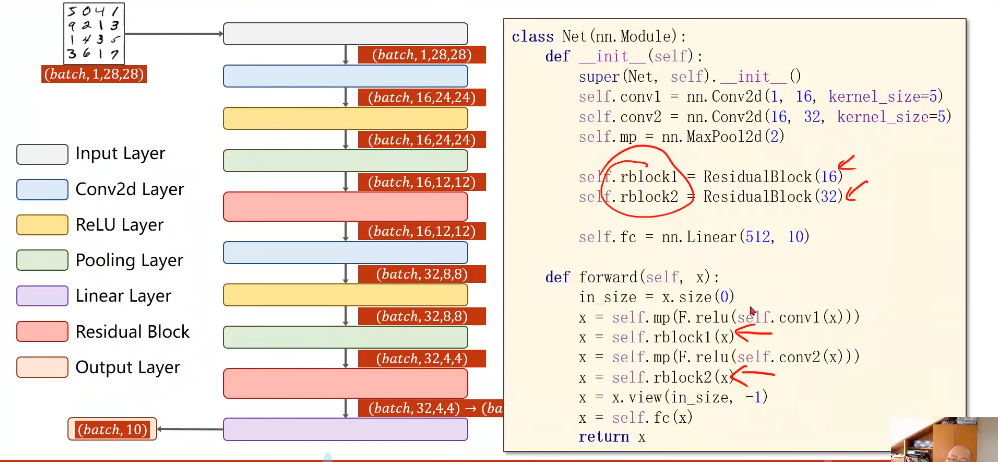 5 0 4 1
9 2 1 3
1 4 3 5
3 6 1 7
(batch, 1,28,28)
(batch, 1,28,28)
(batch, 16,24,24)
(batch, 16,24,24)
(batch, 16,12,12)
(batch, 16,12,12)
(batch, 32,8,8)
(batch, 32,8,8)
(batch, 32,4,4)
(batch, 32,4,4) → (ba
(batch, 10)
Input Layer
Conv2d Layer
ReLU Layer
Pooling Layer
Linear Layer
Residual Block
Output Layer
class Net(nn.Module):
def __init__(self):
super(Net, self).__init__()
self.conv1 = nn.Conv2d(1, 16, kernel_size=5)
self.conv2 = nn.Conv2d(16, 32, kernel_size=5)
self.mp = nn.MaxPool2d(2)
self.rblock1 = ResidualBlock(16)
self.rblock2 = ResidualBlock(32)
self.fc = nn.Linear(512, 10)
def forward(self, x):
in_size = x.size(0)
x = self.mp(F.relu(self.conv1(x)))
x = self.rblock1(x)
x = self.mp(F.relu(self.conv2(x)))
x = self.rblock2(x)
x = x.view(in_size, -1)
x = self.fc(x)
return x